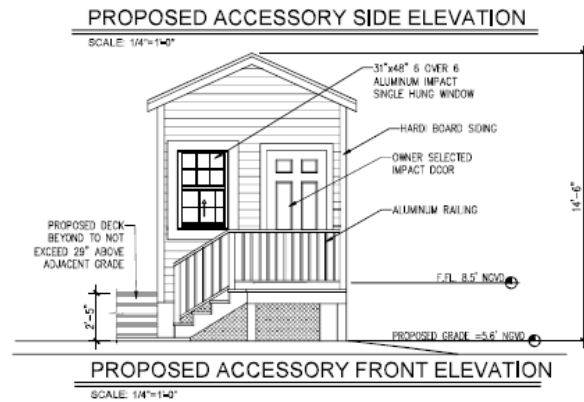 PROPOSED ACCESSORY SIDE ELEVATION
SCALE: 1/4"=1'-0"
31"x48" 6 OVER 6
ALUMINUM IMPACT
SINGLE HUNG WINDOW
HARDI BOARD SIDING
OWNER SELECTED
IMPACT DOOR
ALUMINUM RAILING
14'-6"
PROPOSED DECK
BEYOND TO NOT
EXCEED 29" ABOVE
ADJACENT GRADE
2'-5"
F.FL. 8.5' NGVD
PROPOSED GRADE =5.6' NGVD
PROPOSED ACCESSORY FRONT ELEVATION
SCALE: 1/4"=1'-0"